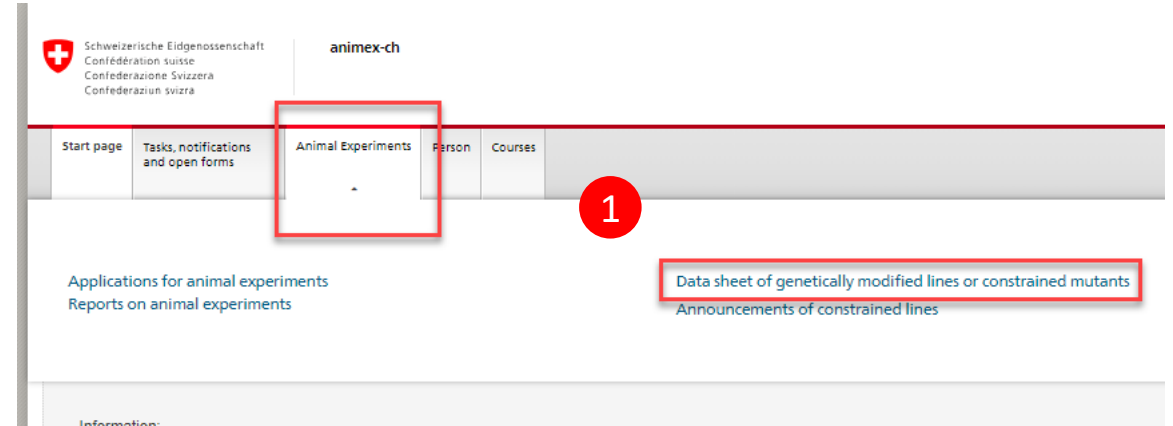 Schweizerische Eidgenossenschaft
Confédération suisse
Confederazione Svizzera
Confederaziun svizra
animex-ch
Start page
Tasks, notifications
and open forms
Animal Experiments
Person
Courses
1
Applications for animal experiments
Reports on animal experiments
Data sheet of genetically modified lines or constrained mutants
Announcements of constrained lines
Information: